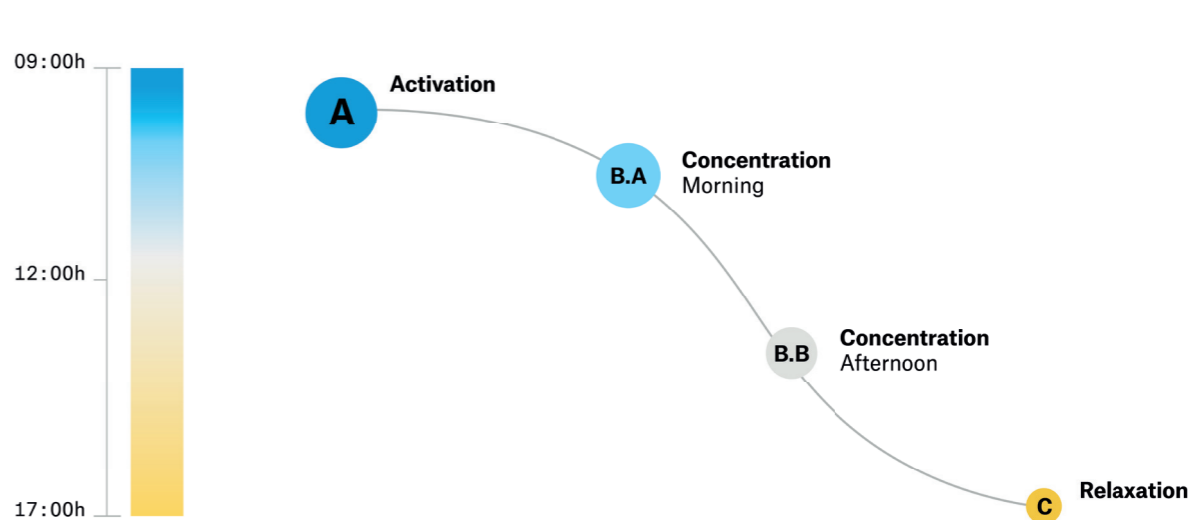 09:00h
A
Activation
B.A
Concentration
Morning
12:00h
B.B
Concentration
Afternoon
17:00h
C
Relaxation